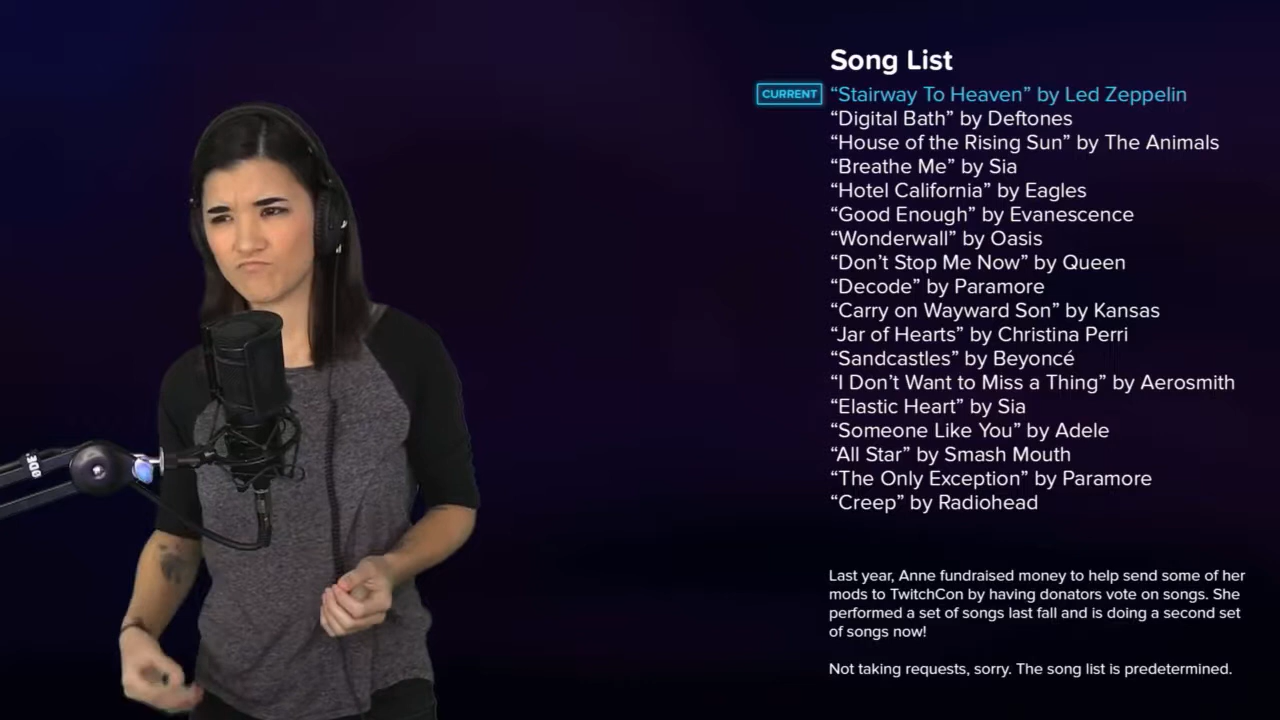 Song List
CURRENT “Stairway To Heaven” by Led Zeppelin
“Digital Bath” by Deftones
“House of the Rising Sun” by The Animals
“Breathe Me” by Sia
“Hotel California” by Eagles
“Good Enough” by Evanescence
“Wonderwall” by Oasis
“Don’t Stop Me Now” by Queen
“Decode” by Paramore
“Carry on Wayward Son” by Kansas
“Jar of Hearts” by Christina Perri
“Sandcastles” by Beyoncé
“I Don’t Want to Miss a Thing” by Aerosmith
“Elastic Heart” by Sia
“Someone Like You” by Adele
“All Star” by Smash Mouth
“The Only Exception” by Paramore
“Creep” by Radiohead
Last year, Anne fundraised money to help send some of her
mods to TwitchCon by having donators vote on songs. She
performed a set of songs last fall and is doing a second set
of songs now!
Not taking requests, sorry. The song list is predetermined.